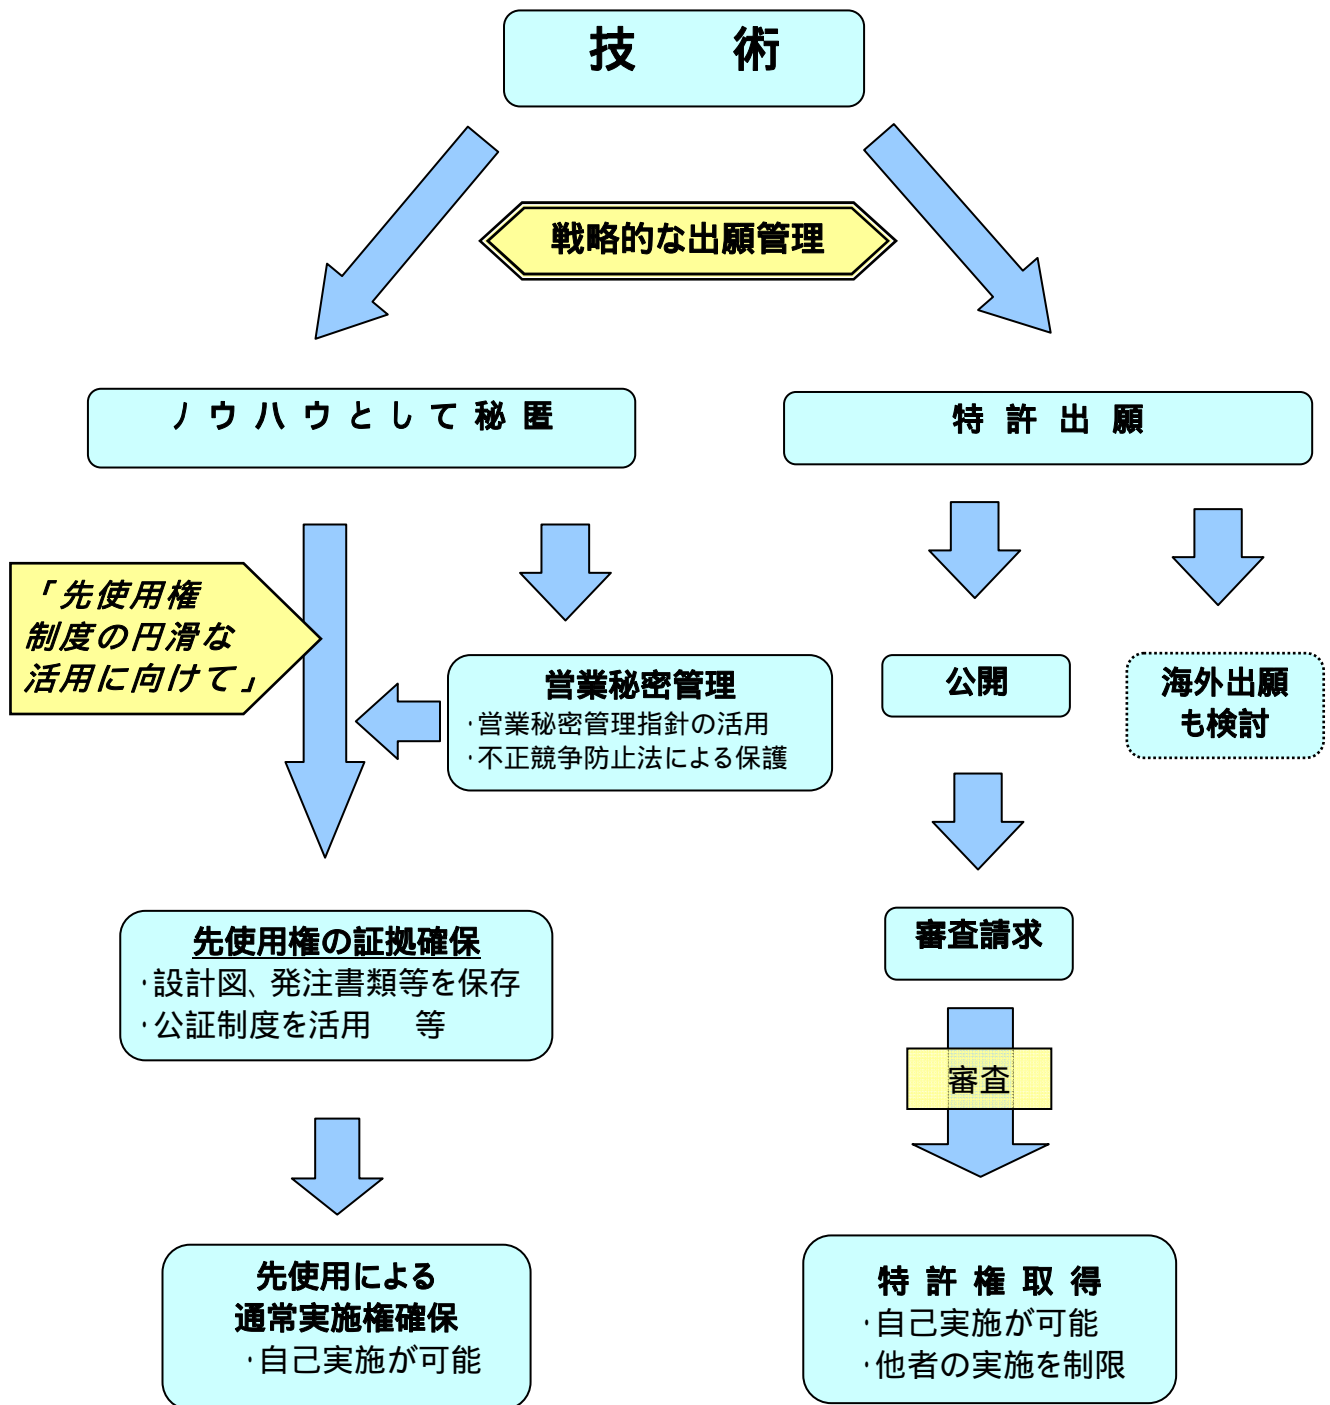 技　術
戦略的な出願管理
ノウハウとして秘匿
特許出願
「先使用権
制度の円滑な
活用に向けて」
営業秘密管理
・営業秘密管理指針の活用
・不正競争防止法による保護
公開
海外出願
も検討
先使用権の証拠確保
・設計図、発注書類等を保存
・公証制度を活用　等
審査請求
審査
先使用による
通常実施権確保
・自己実施が可能
特許権取得
・自己実施が可能
・他者の実施を制限